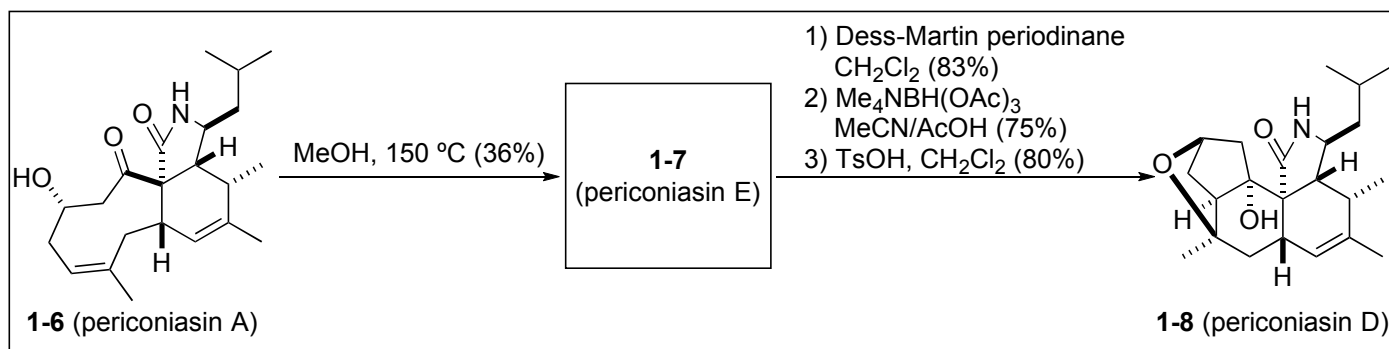 1) Dess-Martin periodinane
CH2Cl2 (83%)
2) Me4NBH(OAc)3
MeCN/AcOH (75%)
3) TsOH, CH2Cl2 (80%)
MeOH, 150 ºC (36%)
1-7
(periconiasin E)
O
O
H
N
H
HO
H
1-6 (periconiasin A)
O
H
N
O
H
H
OH
H
1-8 (periconiasin D)